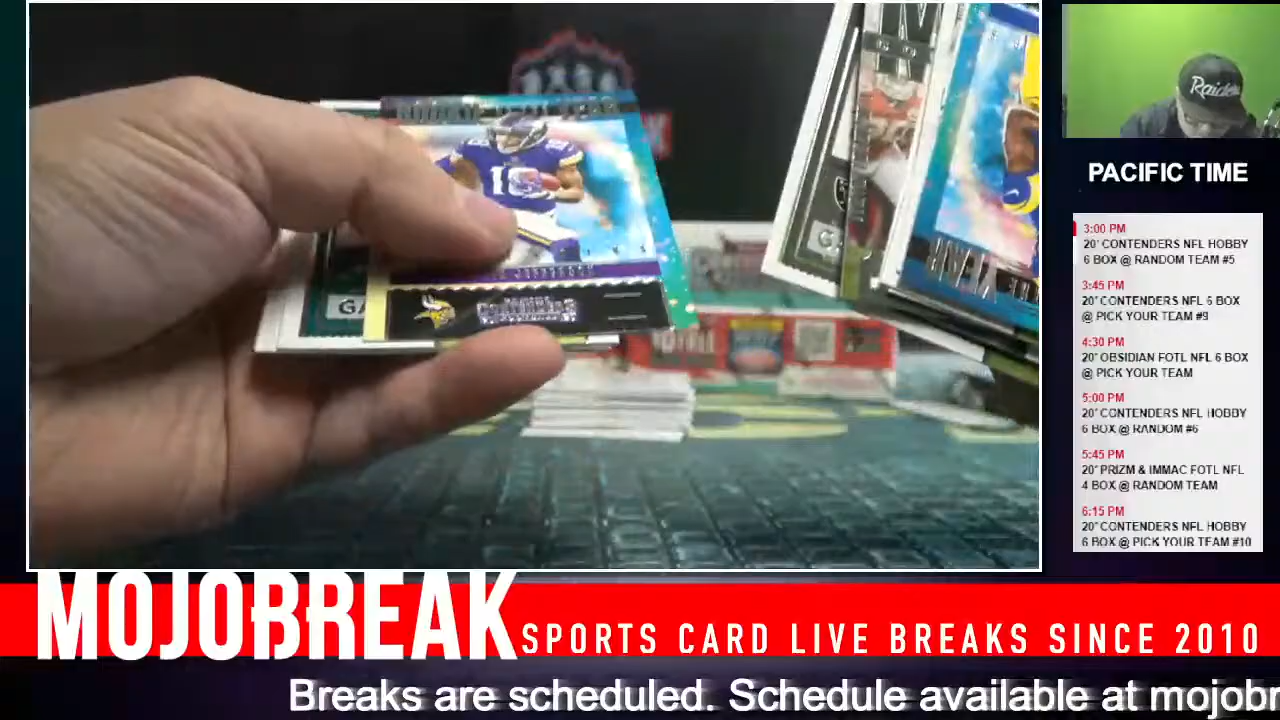 Raiders
PACIFIC TIME
3:00 PM
20' CONTENDERS NFL HOBBY
6 BOX @ RANDOM TEAM #5
3:45 PM
20' CONTENDERS NFL 6 BOX
@ PICK YOUR TEAM #9
4:30 PM
20' OBSIDIAN FOTL NFL 6 BOX
@ PICK YOUR TEAM
5:00 PM
20' CONTENDERS NFL HOBBY
6 BOX @ RANDOM #6
5:45 PM
20' PRIZM & IMMAC FOTL NFL
4 BOX @ RANDOM TEAM
6:15 PM
20' CONTENDERS NFL HOBBY
6 BOX @ PICK YOUR TEAM #10
18
CONTENDERS
YEAR
MOJOBREAK
SPORTS CARD LIVE BREAKS SINCE 2010
Breaks are scheduled. Schedule available at mojobr